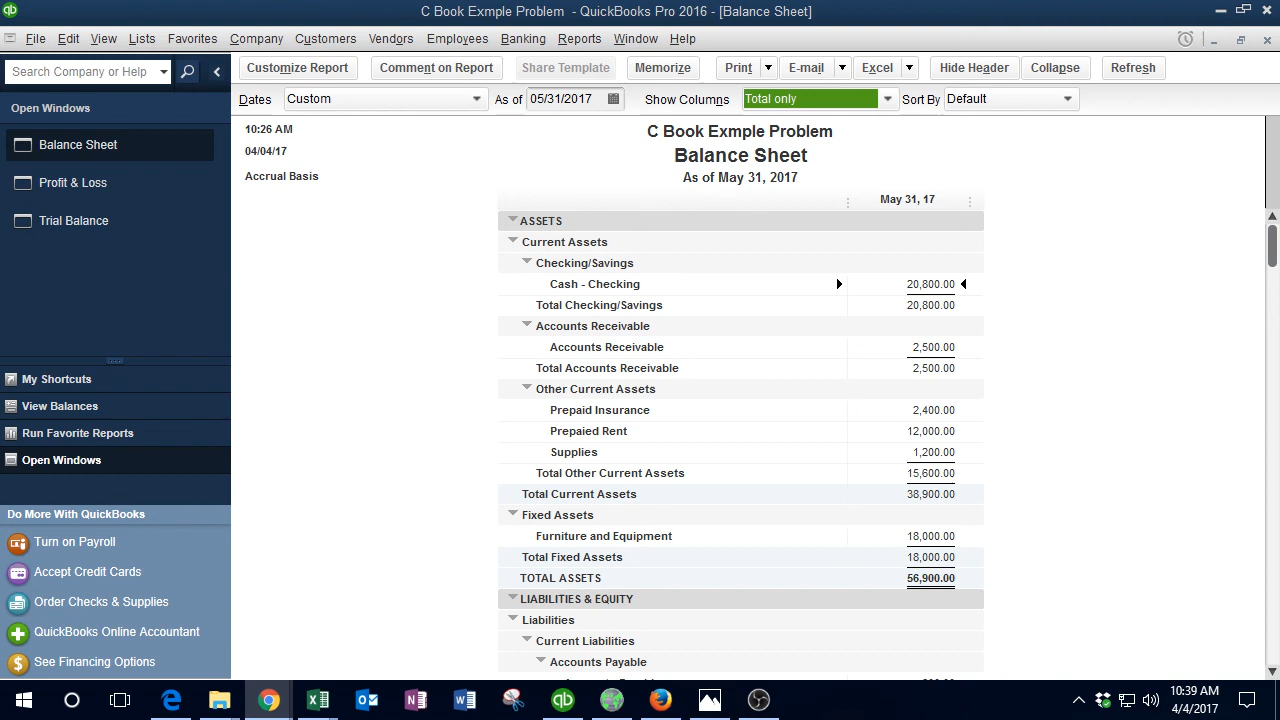 C Book Exmple Problem - QuickBooks Pro 2016 - [Balance Sheet]
File Edit View Lists Favorites Company Customers Vendors Employees Banking Reports Window Help
Search Company or Help
Customize Report Comment on Report Share Template Memorize Print E-mail Excel Hide Header Collapse Refresh
Dates Custom As of 05/31/2017 Show Columns Total only Sort By Default
Open Windows
Balance Sheet
Profit & Loss
Trial Balance
My Shortcuts
View Balances
Run Favorite Reports
Open Windows
Do More With QuickBooks
Turn on Payroll
Accept Credit Cards
Order Checks & Supplies
QuickBooks Online Accountant
See Financing Options
10:26 AM
04/04/17
Accrual Basis
C Book Exmple Problem
Balance Sheet
As of May 31, 2017
May 31, 17
ASSETS
Current Assets
Checking/Savings
Cash - Checking 20,800.00
Total Checking/Savings 20,800.00
Accounts Receivable
Accounts Receivable 2,500.00
Total Accounts Receivable 2,500.00
Other Current Assets
Prepaid Insurance 2,400.00
Prepaied Rent 12,000.00
Supplies 1,200.00
Total Other Current Assets 15,600.00
Total Current Assets 38,900.00
Fixed Assets
Furniture and Equipment 18,000.00
Total Fixed Assets 18,000.00
TOTAL ASSETS 56,900.00
LIABILITIES & EQUITY
Liabilities
Current Liabilities
Accounts Payable
10:39 AM
4/4/2017